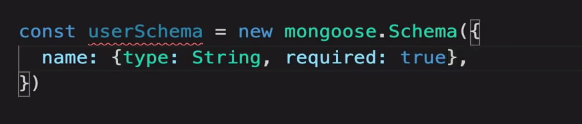 const userSchema = new mongoose.Schema({
  name: {type: String, required: true},
})